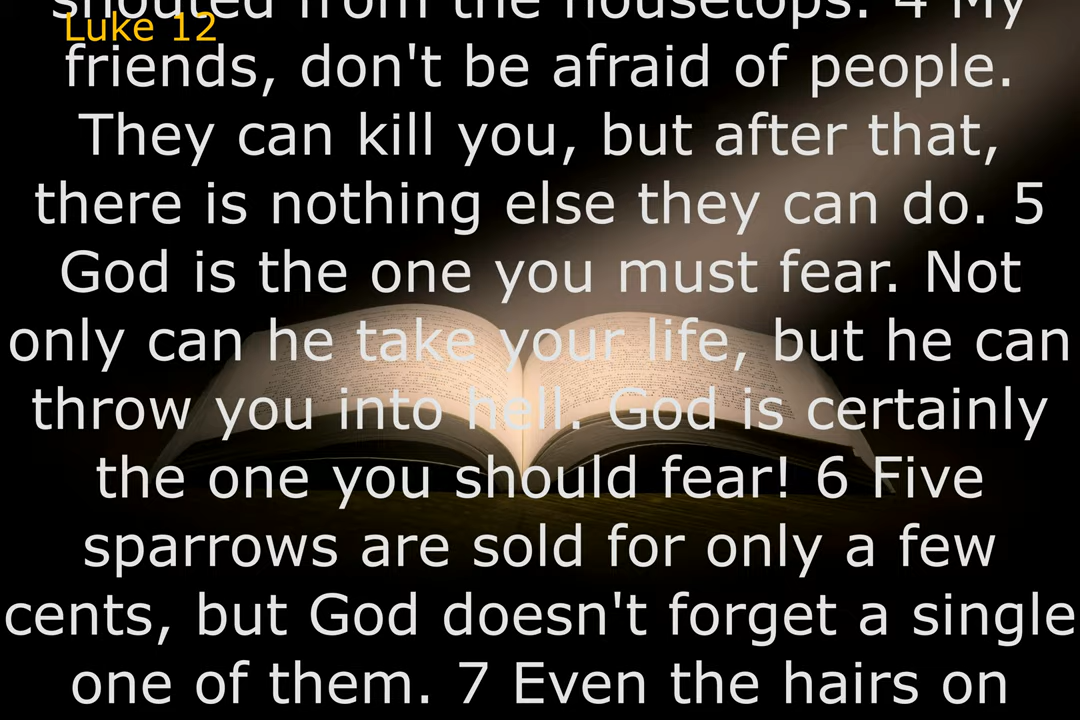 shouted from the housetops. 4 My
Luke 12
friends, don't be afraid of people.
They can kill you, but after that,
there is nothing else they can do. 5
God is the one you must fear. Not
only can he take your life, but he can
throw you into hell. God is certainly
the one you should fear! 6 Five
sparrows are sold for only a few
cents, but God doesn't forget a single
one of them. 7 Even the hairs on